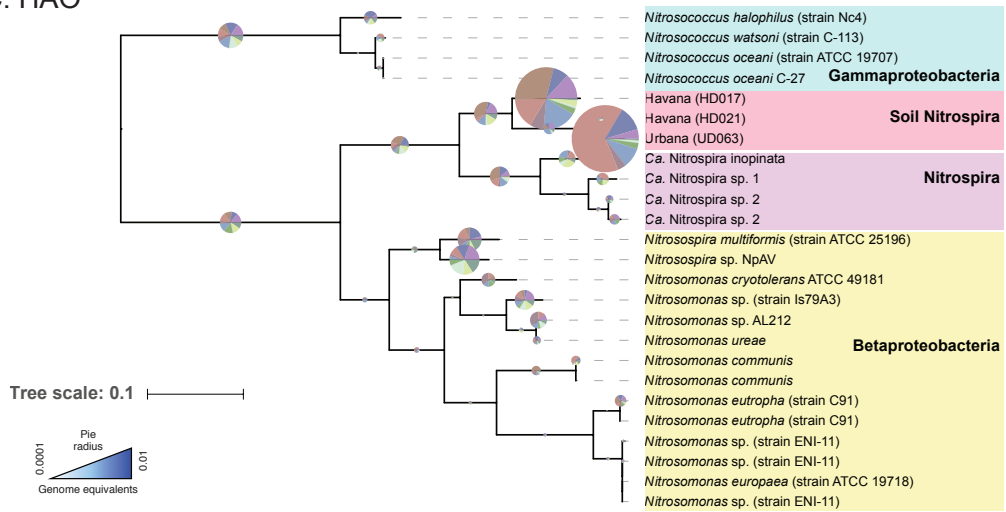 C. HAO
Nitrosococcus halophilus (strain Nc4)
Nitrosococcus watsoni (strain C-113)
Nitrosococcus oceani (strain ATCC 19707)
Nitrosococcus oceani C-27
Gammaproteobacteria
Havana (HD017)
Havana (HD021)
Urbana (UD063)
Soil Nitrospira
Ca. Nitrospira inopinata
Ca. Nitrospira sp. 1
Ca. Nitrospira sp. 2
Ca. Nitrospira sp. 2
Nitrospira
Nitrosospira multiformis (strain ATCC 25196)
Nitrosospira sp. NpAV
Nitrosomonas cryotolerans ATCC 49181
Nitrosomonas sp. (strain Is79A3)
Nitrosomonas sp. AL212
Nitrosomonas ureae
Nitrosomonas communis
Nitrosomonas communis
Nitrosomonas eutropha (strain C91)
Nitrosomonas eutropha (strain C91)
Nitrosomonas sp. (strain ENI-11)
Nitrosomonas sp. (strain ENI-11)
Nitrosomonas europaea (strain ATCC 19718)
Nitrosomonas sp. (strain ENI-11)
Betaproteobacteria
Tree scale: 0.1
Pie
radius
0.0001
0.01
Genome equivalents